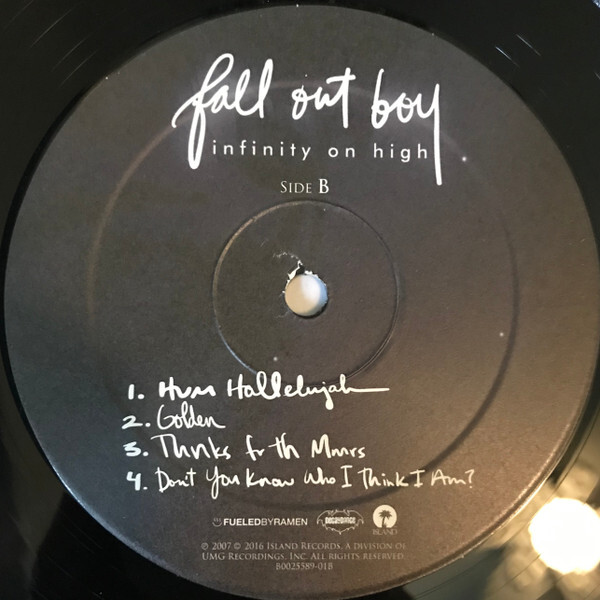 fall out boy
infinity on high
SIDE B
1. Hum Hallelujah
2. Golden
3. Thnks fr th Mmrs
4. Don't You Know Who I Think I Am?
FUELEDBYRAMEN DECAYDANCE ISLAND
℗ 2007 © 2016 ISLAND RECORDS, A DIVISION OF
UMG RECORDINGS, INC. ALL RIGHTS RESERVED.
B0025589-01B